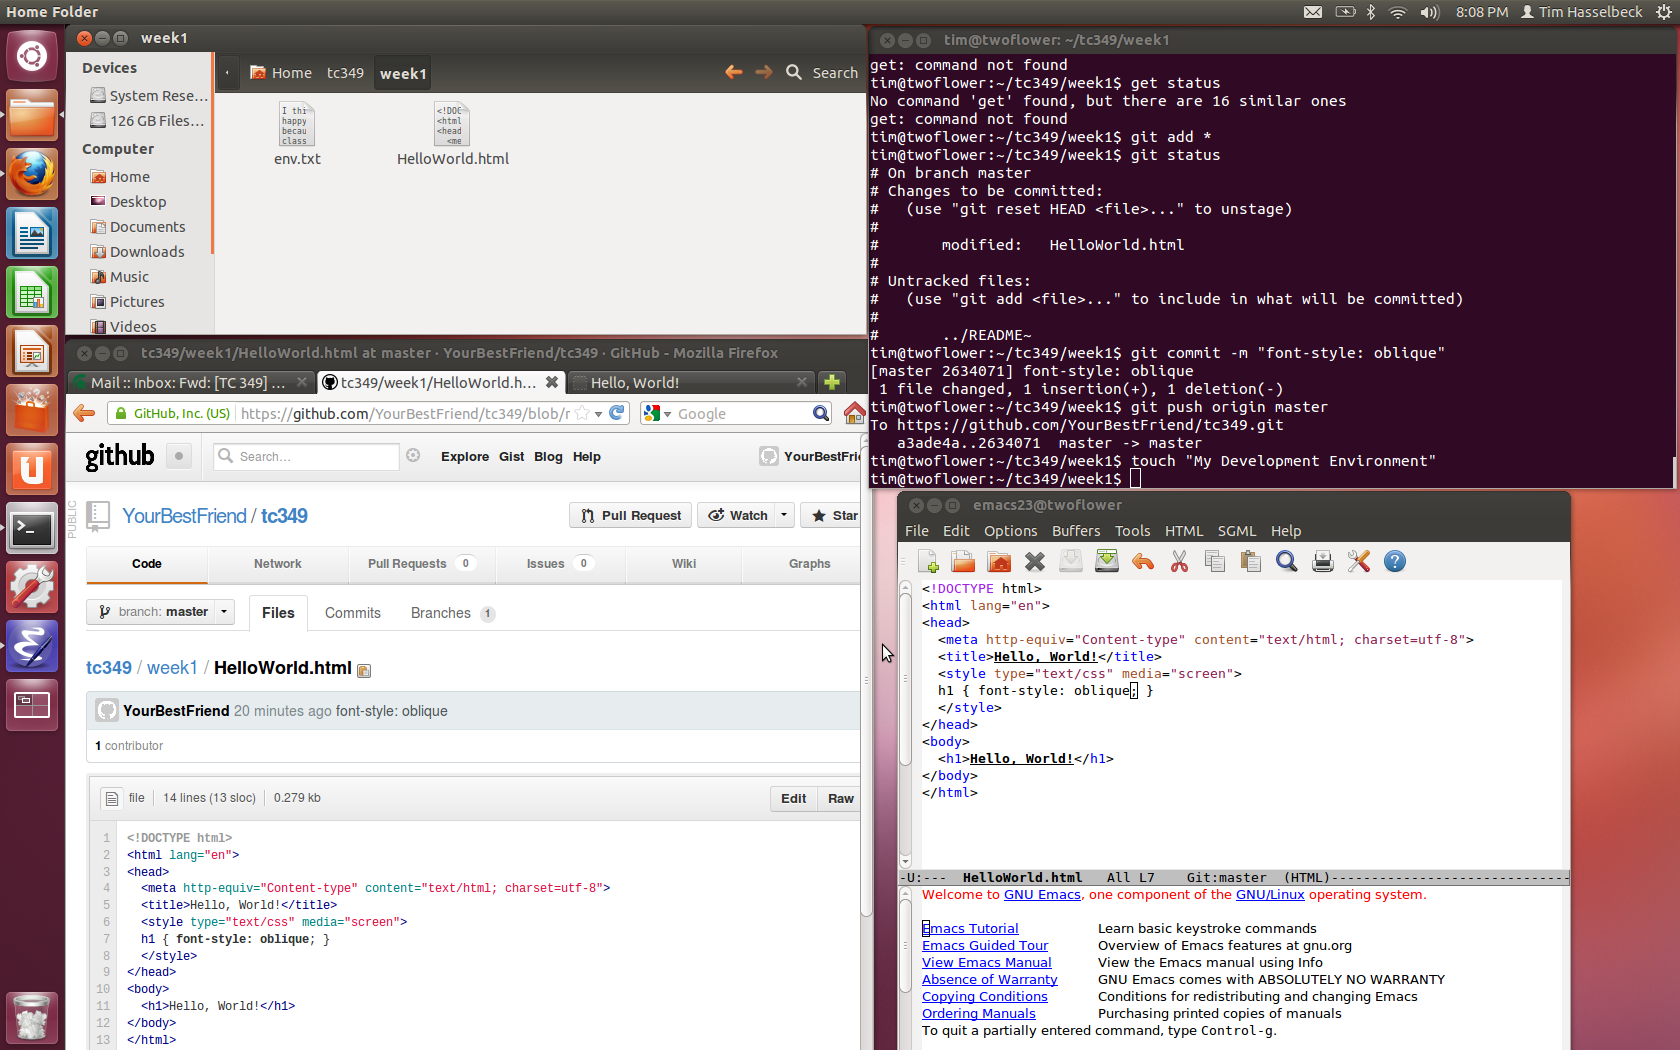 Home Folder
8:08 PM
Tim Hasselbeck
week1
Devices
System Rese...
126 GB Files...
Computer
Home
Desktop
Documents
Downloads
Music
Pictures
Videos
Home
tc349
week1
Search
I thi
happy
becau
class
env.txt
<!DOC
<html
<head
<me
HelloWorld.html
tim@twoflower: ~/tc349/week1
get: command not found
tim@twoflower:~/tc349/week1$ get status
No command 'get' found, but there are 16 similar ones
get: command not found
tim@twoflower:~/tc349/week1$ git add *
tim@twoflower:~/tc349/week1$ git status
# On branch master
# Changes to be committed:
#   (use "git reset HEAD <file>..." to unstage)
#
#       modified:   HelloWorld.html
#
# Untracked files:
#   (use "git add <file>..." to include in what will be committed)
#
#       ../README~
tim@twoflower:~/tc349/week1$ git commit -m "font-style: oblique"
[master 2634071] font-style: oblique
 1 file changed, 1 insertion(+), 1 deletion(-)
tim@twoflower:~/tc349/week1$ git push origin master
To https://github.com/YourBestFriend/tc349.git
   a3ade4a..2634071  master -> master
tim@twoflower:~/tc349/week1$ touch "My Development Environment"
tim@twoflower:~/tc349/week1$
tc349/week1/HelloWorld.html at master · YourBestFriend/tc349 · GitHub - Mozilla Firefox
Mail :: Inbox: Fwd: [TC 349] ...
tc349/week1/HelloWorld.h...
Hello, World!
GitHub, Inc. (US)
https://github.com/YourBestFriend/tc349/blob/r
Google
github
Search...
Explore Gist Blog Help
YourBestFrie
PUBLIC
YourBestFriend / tc349
Pull Request
Watch
Star
Code
Network
Pull Requests 0
Issues 0
Wiki
Graphs
branch: master
Files
Commits
Branches 1
tc349 / week1 / HelloWorld.html
YourBestFriend 20 minutes ago font-style: oblique
1 contributor
file
14 lines (13 sloc)
0.279 kb
Edit
Raw
1 <!DOCTYPE html>
2 <html lang="en">
3 <head>
4   <meta http-equiv="Content-type" content="text/html; charset=utf-8">
5   <title>Hello, World!</title>
6   <style type="text/css" media="screen">
7   h1 { font-style: oblique; }
8   </style>
9 </head>
10 <body>
11   <h1>Hello, World!</h1>
12 </body>
13 </html>
emacs23@twoflower
File Edit Options Buffers Tools HTML SGML Help
<!DOCTYPE html>
<html lang="en">
<head>
  <meta http-equiv="Content-type" content="text/html; charset=utf-8">
  <title>Hello, World!</title>
  <style type="text/css" media="screen">
  h1 { font-style: oblique; }
  </style>
</head>
<body>
  <h1>Hello, World!</h1>
</body>
</html>
-U:---  HelloWorld.html   All L7    Git:master  (HTML)------------------------------
Welcome to GNU Emacs, one component of the GNU/Linux operating system.
Emacs Tutorial Learn basic keystroke commands
Emacs Guided Tour Overview of Emacs features at gnu.org
View Emacs Manual View the Emacs manual using Info
Absence of Warranty GNU Emacs comes with ABSOLUTELY NO WARRANTY
Copying Conditions Conditions for redistributing and changing Emacs
Ordering Manuals Purchasing printed copies of manuals
To quit a partially entered command, type Control-g.